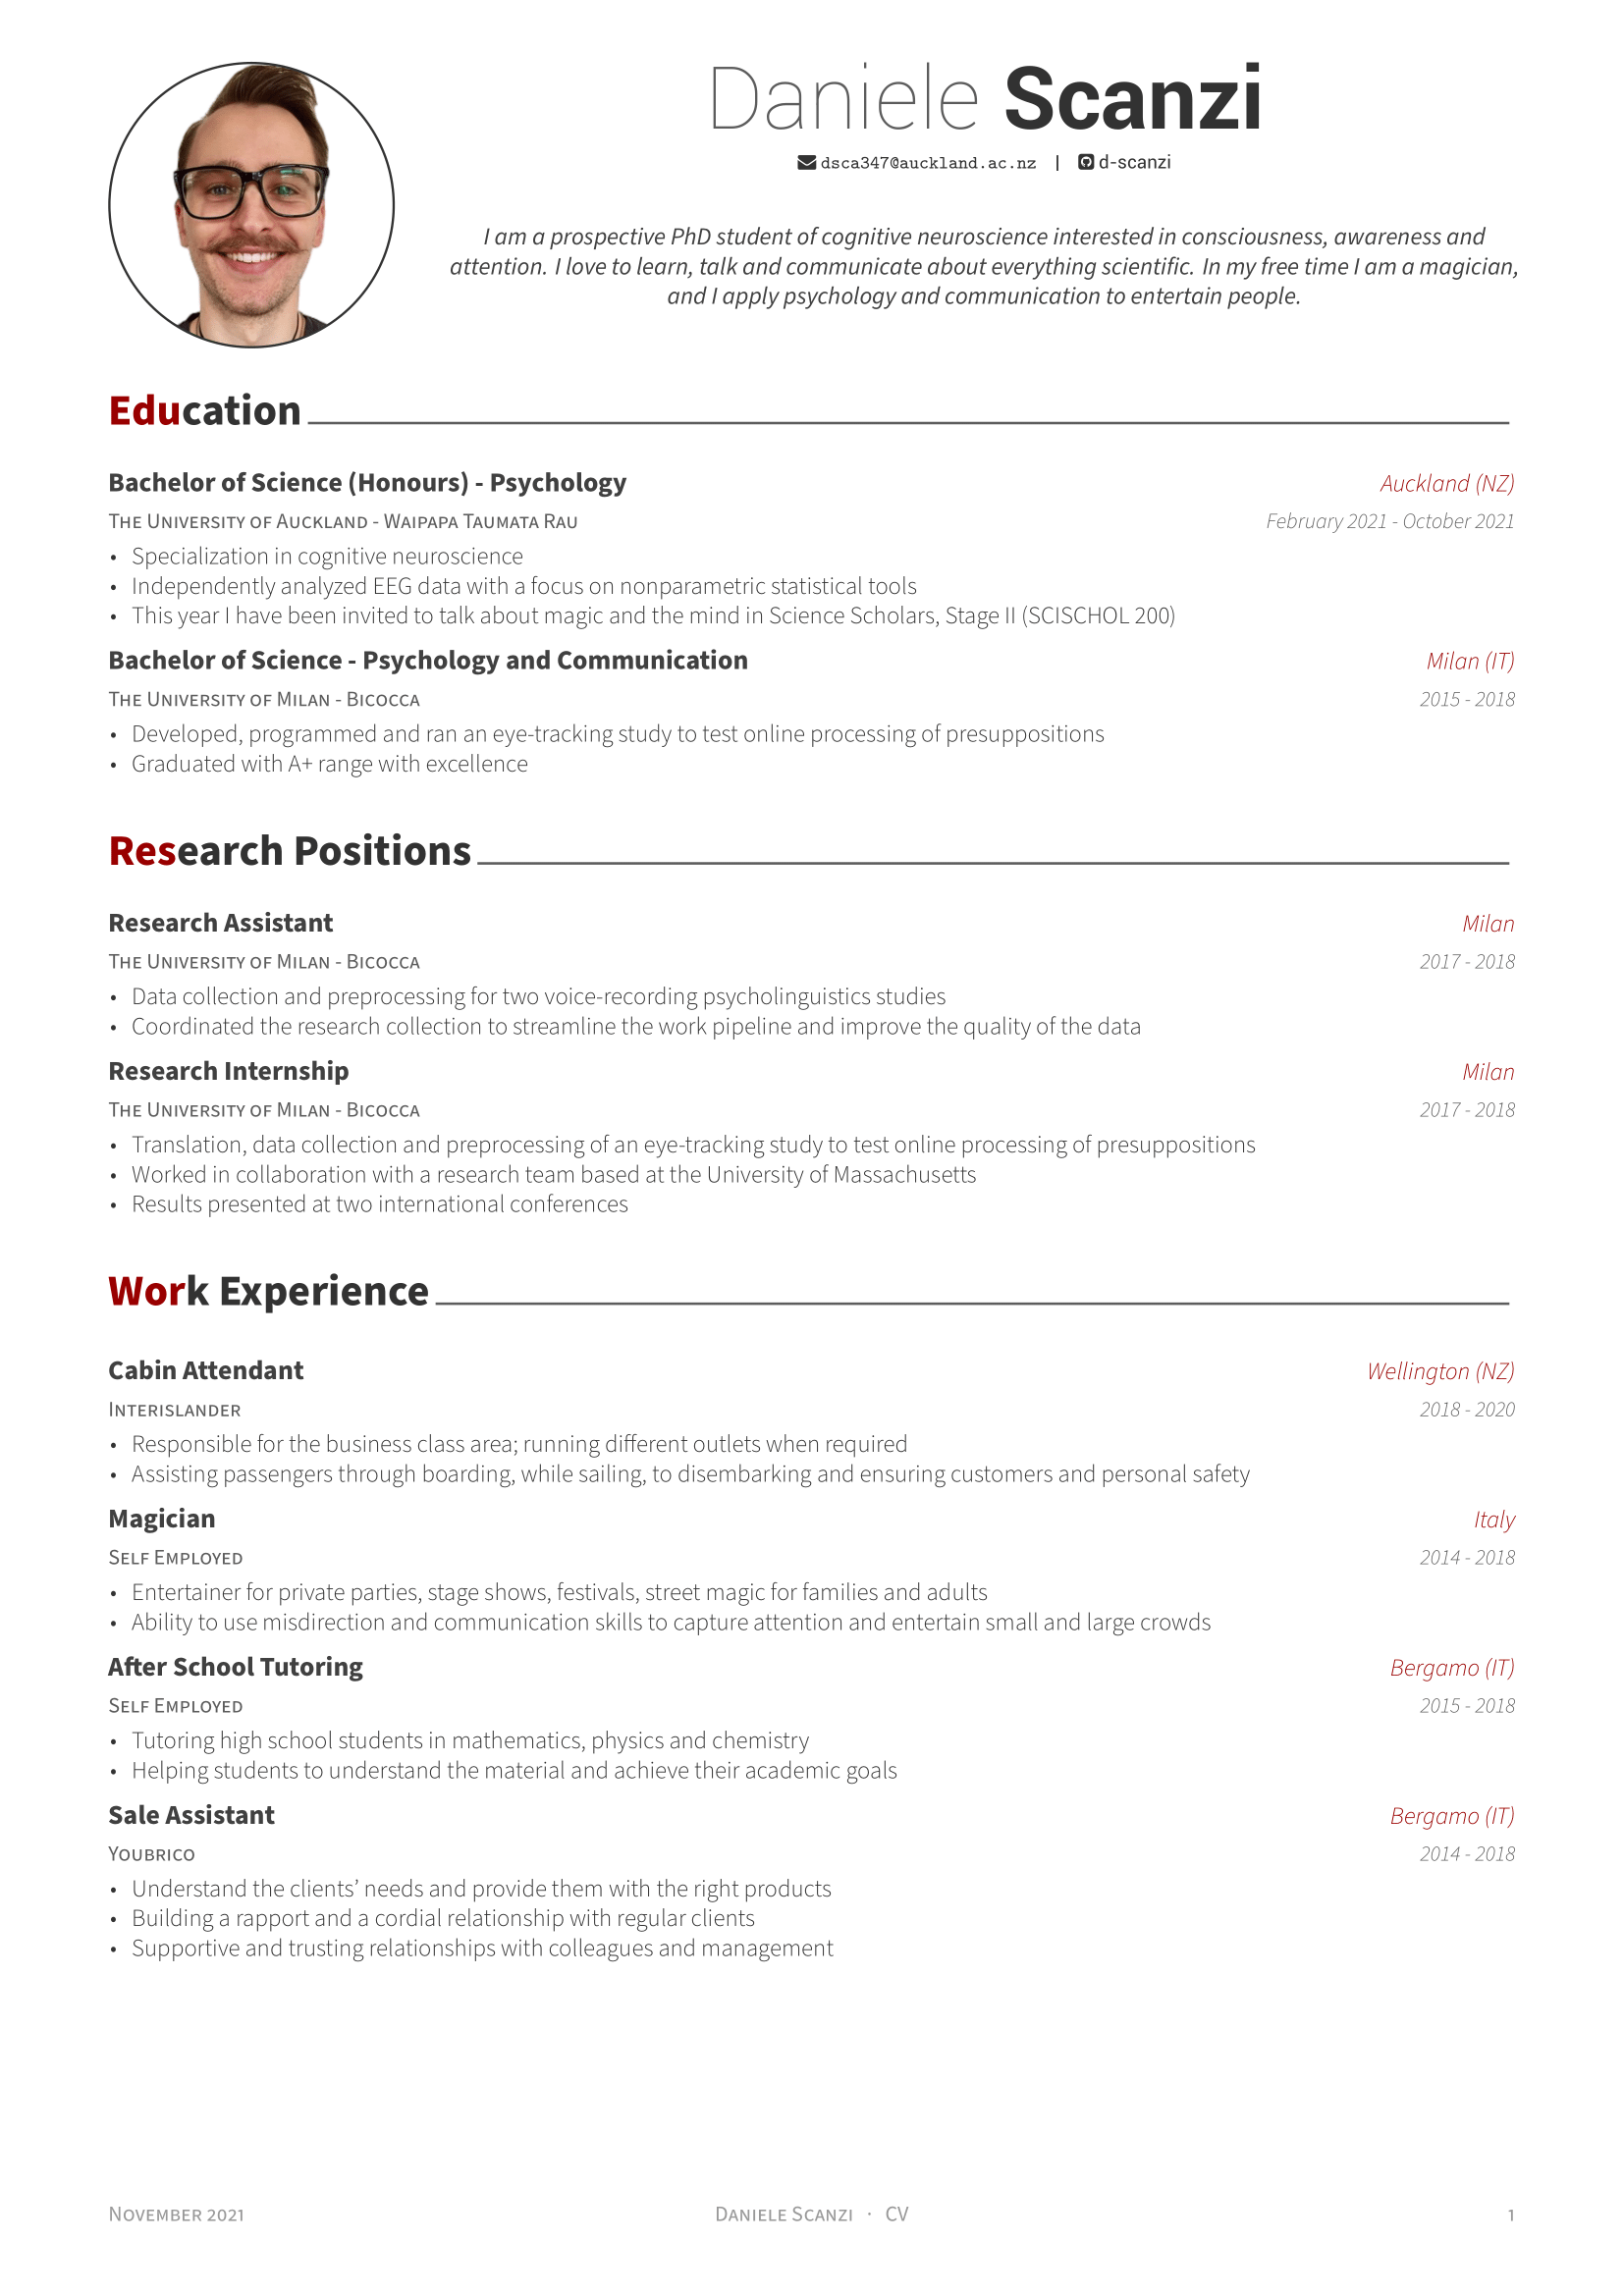 Daniele Scanzi
dsca347@auckland.ac.nz | d-scanzi
I am a prospective PhD student of cognitive neuroscience interested in consciousness, awareness and
attention. I love to learn, talk and communicate about everything scientific. In my free time I am a magician,
and I apply psychology and communication to entertain people.
Education
Bachelor of Science (Honours) - Psychology Auckland (NZ)
The University of Auckland - Waipapa Taumata Rau February 2021 - October 2021
• Specialization in cognitive neuroscience
• Independently analyzed EEG data with a focus on nonparametric statistical tools
• This year I have been invited to talk about magic and the mind in Science Scholars, Stage II (SCISCHOL 200)
Bachelor of Science - Psychology and Communication Milan (IT)
The University of Milan - Bicocca 2015 - 2018
• Developed, programmed and ran an eye-tracking study to test online processing of presuppositions
• Graduated with A+ range with excellence
Research Positions
Research Assistant Milan
The University of Milan - Bicocca 2017 - 2018
• Data collection and preprocessing for two voice-recording psycholinguistics studies
• Coordinated the research collection to streamline the work pipeline and improve the quality of the data
Research Internship Milan
The University of Milan - Bicocca 2017 - 2018
• Translation, data collection and preprocessing of an eye-tracking study to test online processing of presuppositions
• Worked in collaboration with a research team based at the University of Massachusetts
• Results presented at two international conferences
Work Experience
Cabin Attendant Wellington (NZ)
Interislander 2018 - 2020
• Responsible for the business class area; running different outlets when required
• Assisting passengers through boarding, while sailing, to disembarking and ensuring customers and personal safety
Magician Italy
Self Employed 2014 - 2018
• Entertainer for private parties, stage shows, festivals, street magic for families and adults
• Ability to use misdirection and communication skills to capture attention and entertain small and large crowds
After School Tutoring Bergamo (IT)
Self Employed 2015 - 2018
• Tutoring high school students in mathematics, physics and chemistry
• Helping students to understand the material and achieve their academic goals
Sale Assistant Bergamo (IT)
Youbrico 2014 - 2018
• Understand the clients’ needs and provide them with the right products
• Building a rapport and a cordial relationship with regular clients
• Supportive and trusting relationships with colleagues and management
November 2021 Daniele Scanzi · CV 1